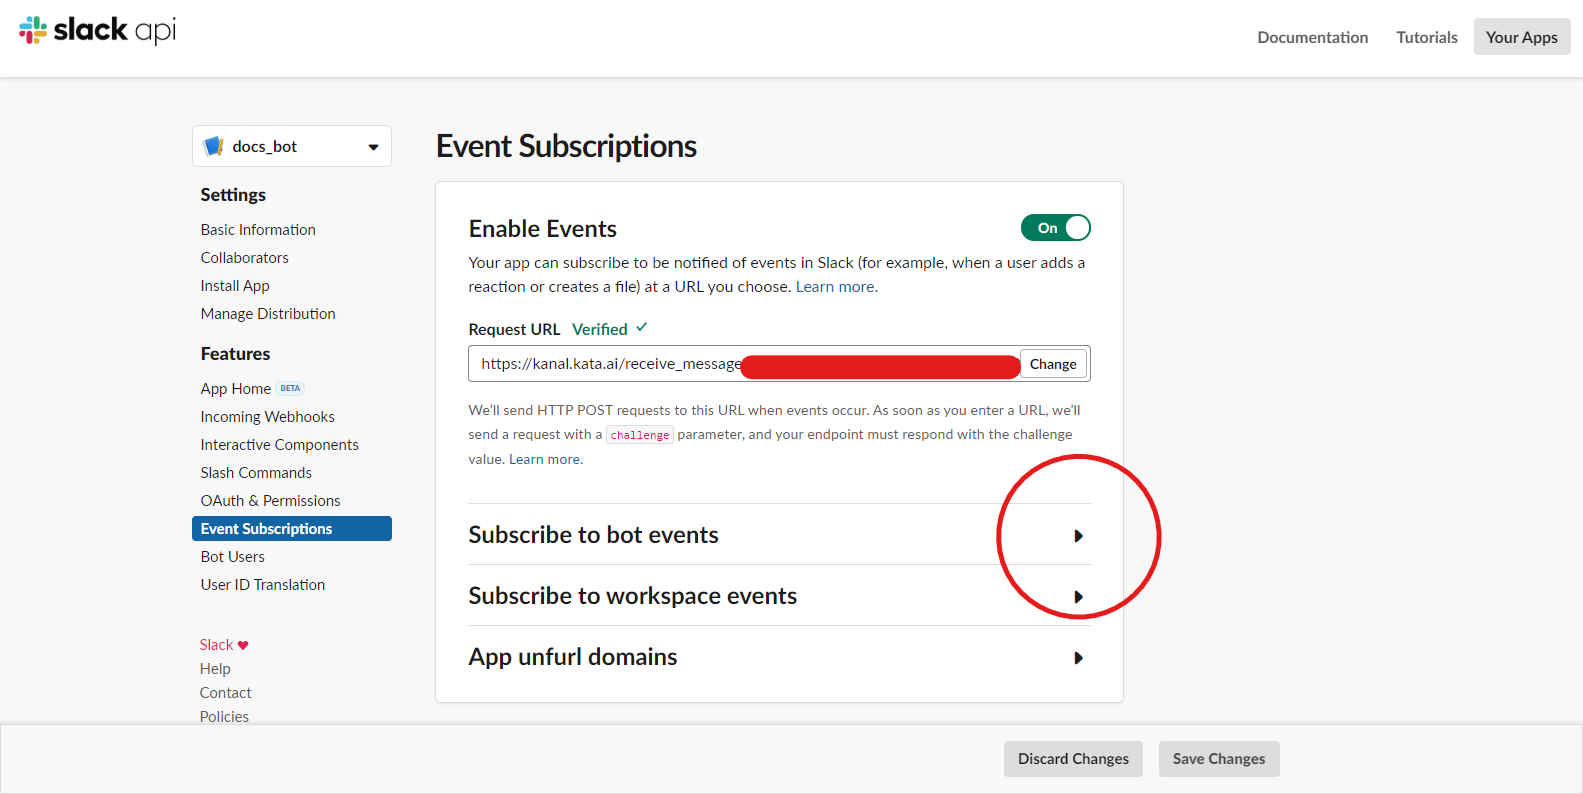 slack api
Documentation
Tutorials
Your Apps
docs_bot
Settings
Basic Information
Collaborators
Install App
Manage Distribution
Features
App Home BETA
Incoming Webhooks
Interactive Components
Slash Commands
OAuth & Permissions
Event Subscriptions
Bot Users
User ID Translation
Slack
Help
Contact
Policies
Event Subscriptions
Enable Events
On
Your app can subscribe to be notified of events in Slack (for example, when a user adds a
reaction or creates a file) at a URL you choose. Learn more.
Request URL Verified
https://kanal.kata.ai/receive_message
Change
We’ll send HTTP POST requests to this URL when events occur. As soon as you enter a URL, we’ll
send a request with a challenge parameter, and your endpoint must respond with the challenge
value. Learn more.
Subscribe to bot events
Subscribe to workspace events
App unfurl domains
Discard Changes
Save Changes